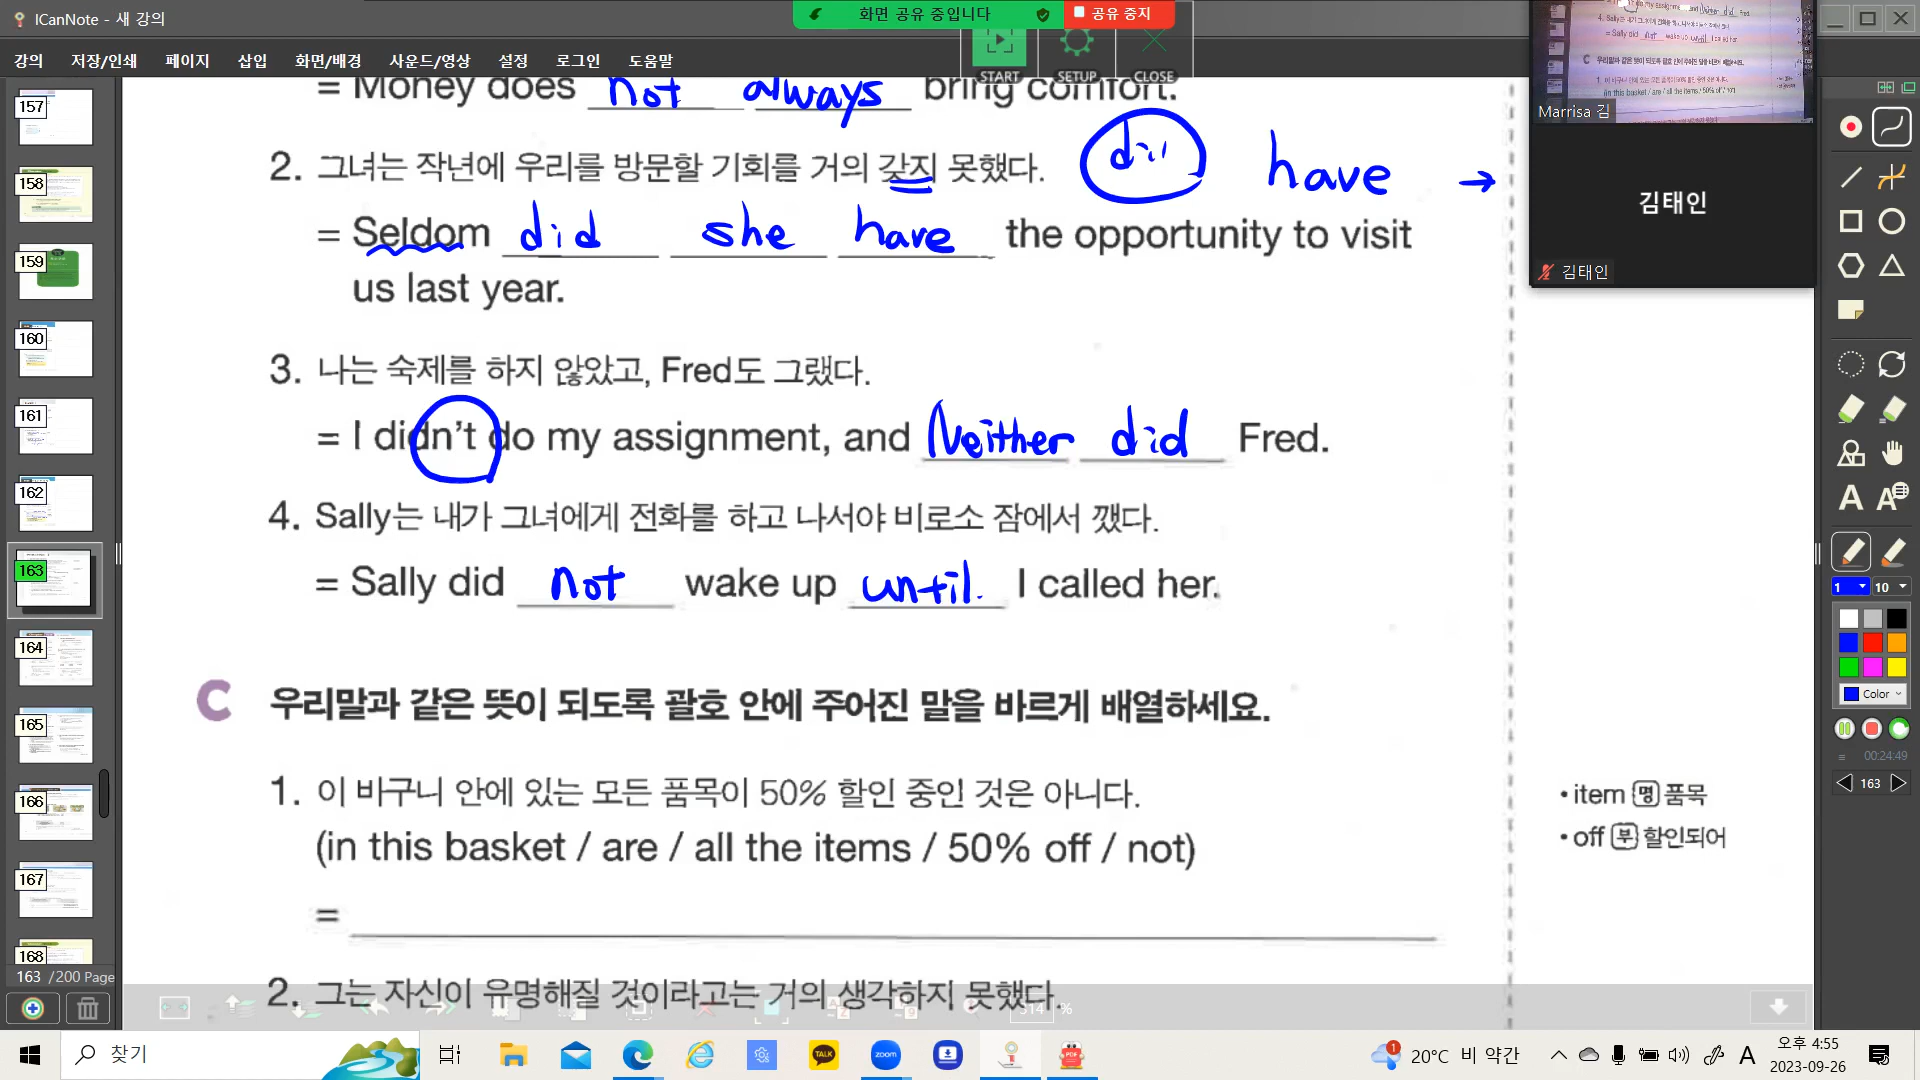 ICanNote - 새 강의
화면 공유 중입니다
공유 중지
강의 저장/인쇄 페이지 삽입 화면/배경 사운드/영상 설정 로그인 도움말
START SETUP CLOSE
Marrisa 김
김태인
김태인
= Money does not always bring comfort.
2. 그녀는 작년에 우리를 방문할 기회를 거의 갖지 못했다.
have →
= Seldom did she have the opportunity to visit
us last year.
3. 나는 숙제를 하지 않았고, Fred도 그랬다.
= I didn't do my assignment, and Neither did Fred.
4. Sally는 내가 그녀에게 전화를 하고 나서야 비로소 잠에서 깼다.
= Sally did not wake up until. I called her.
C 우리말과 같은 뜻이 되도록 괄호 안에 주어진 말을 바르게 배열하세요.
1. 이 바구니 안에 있는 모든 품목이 50% 할인 중인 것은 아니다.
(in this basket / are / all the items / 50% off / not)
=
2. 그는 자신이 유명해질 것이라고는 거의 생각하지 못했다.
• item 명 품목
• off 부 할인되어
157
158
159
160
161
162
163
164
165
166
167
168
163 /200 Page
514 %
1 10
Color
00:24:49
163
찾기
20°C 비 약간
A
오후 4:55
2023-09-26